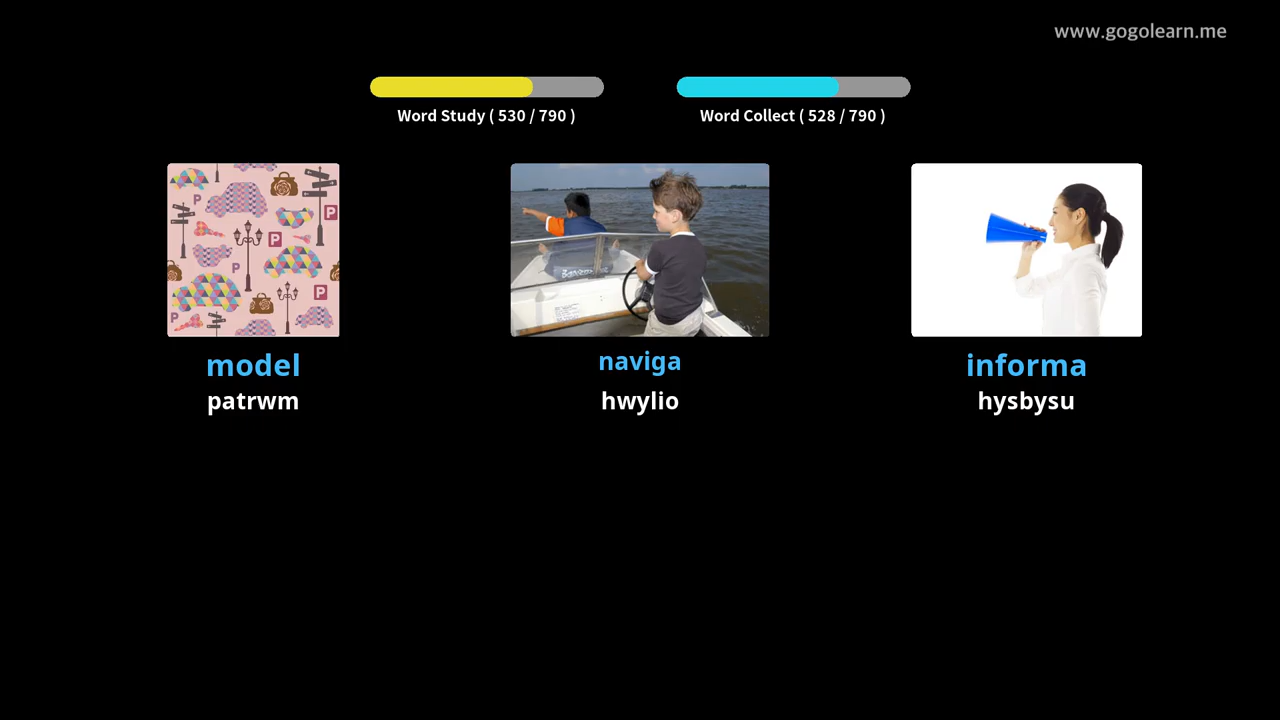 www.gogolearn.me
Word Study ( 530 / 790 )
Word Collect ( 528 / 790 )
P
P
P
P
P
P
model
naviga
informa
patrwm
hwylio
hysbysu